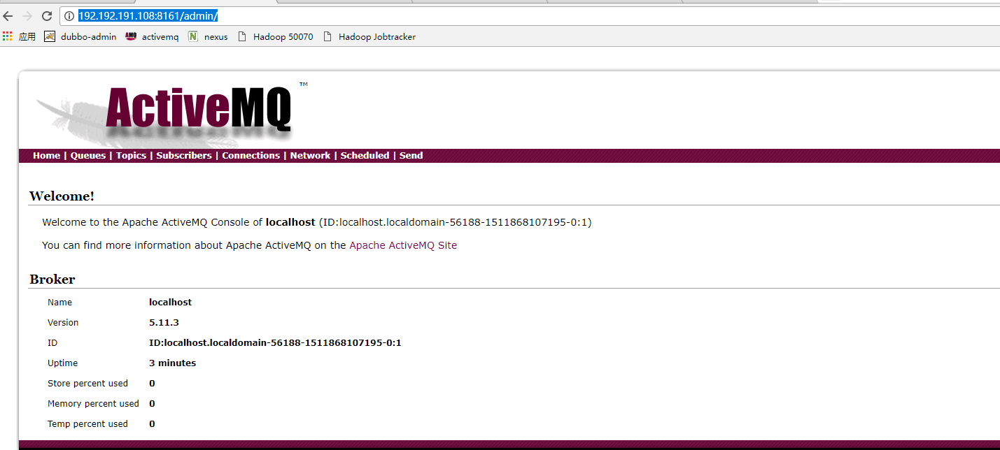 192.192.191.108:8161/admin/
应用 dubbo-admin AMQ activemq N nexus Hadoop 50070 Hadoop Jobtracker
ActiveMQ ™
Home | Queues | Topics | Subscribers | Connections | Network | Scheduled | Send
Welcome!
Welcome to the Apache ActiveMQ Console of localhost (ID:localhost.localdomain-56188-1511868107195-0:1)
You can find more information about Apache ActiveMQ on the Apache ActiveMQ Site
Broker
Name localhost
Version 5.11.3
ID ID:localhost.localdomain-56188-1511868107195-0:1
Uptime 3 minutes
Store percent used 0
Memory percent used 0
Temp percent used 0